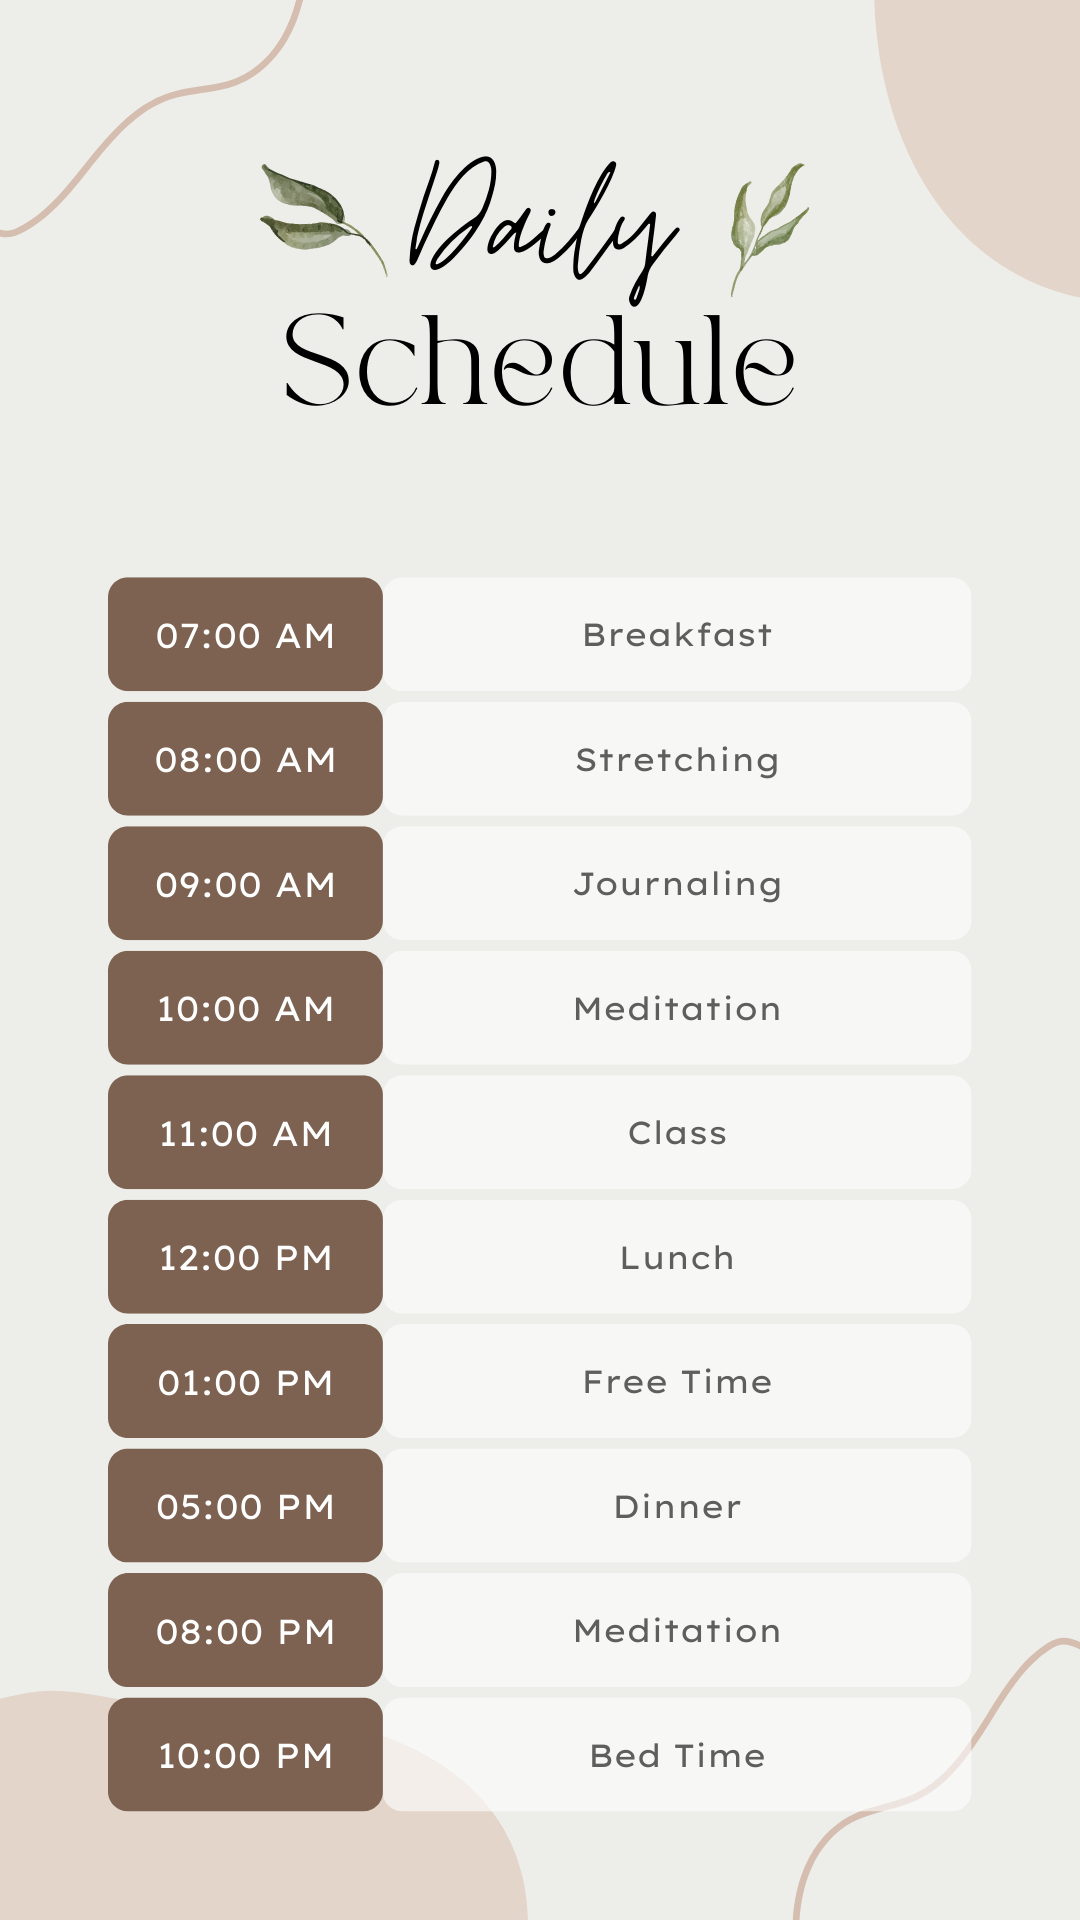 Daily
Schedule
07:00 AM Breakfast
08:00 AM Stretching
09:00 AM Journaling
10:00 AM Meditation
11:00 AM Class
12:00 PM Lunch
01:00 PM Free Time
05:00 PM Dinner
08:00 PM Meditation
10:00 PM Bed Time